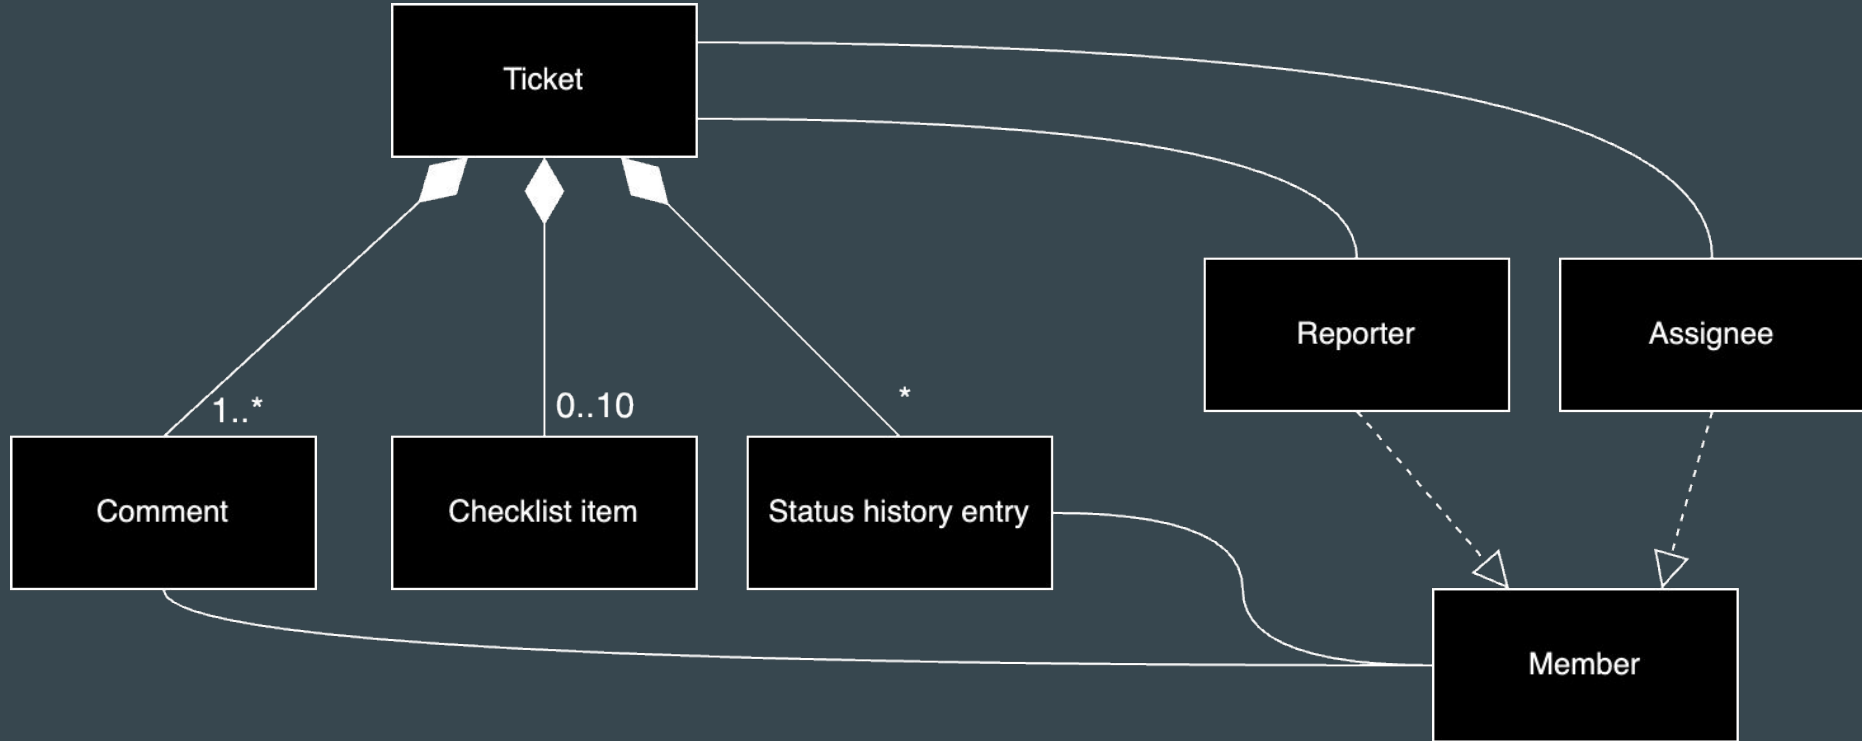 Ticket
Reporter
Assignee
1..*
0..10
*
Comment
Checklist item
Status history entry
Member